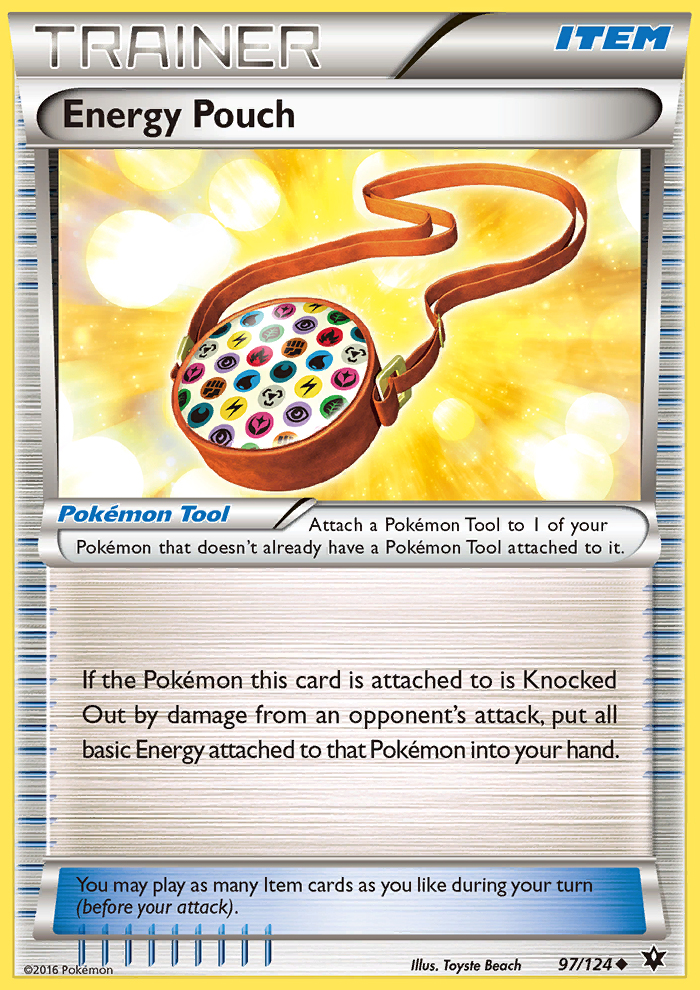 TRAINER
ITEM
Energy Pouch
Pokémon Tool
Attach a Pokémon Tool to 1 of your
Pokémon that doesn't already have a Pokémon Tool attached to it.
If the Pokémon this card is attached to is Knocked
Out by damage from an opponent's attack, put all
basic Energy attached to that Pokémon into your hand.
You may play as many Item cards as you like during your turn
(before your attack).
©2016 Pokémon
Illus. Toyste Beach
97/124